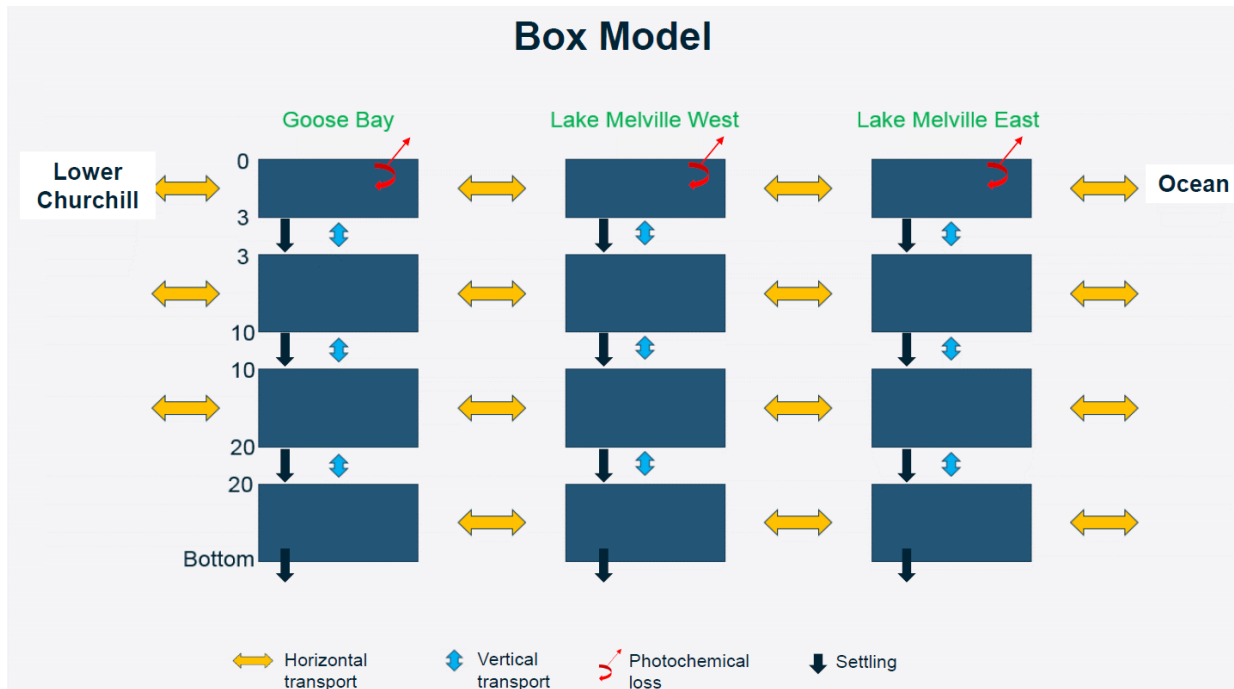 Box Model
Goose Bay
Lake Melville West
Lake Melville East
Lower
Churchill
Ocean
0
3
3
10
10
20
20
Bottom
Horizontal
transport
Vertical
transport
Photochemical
loss
Settling